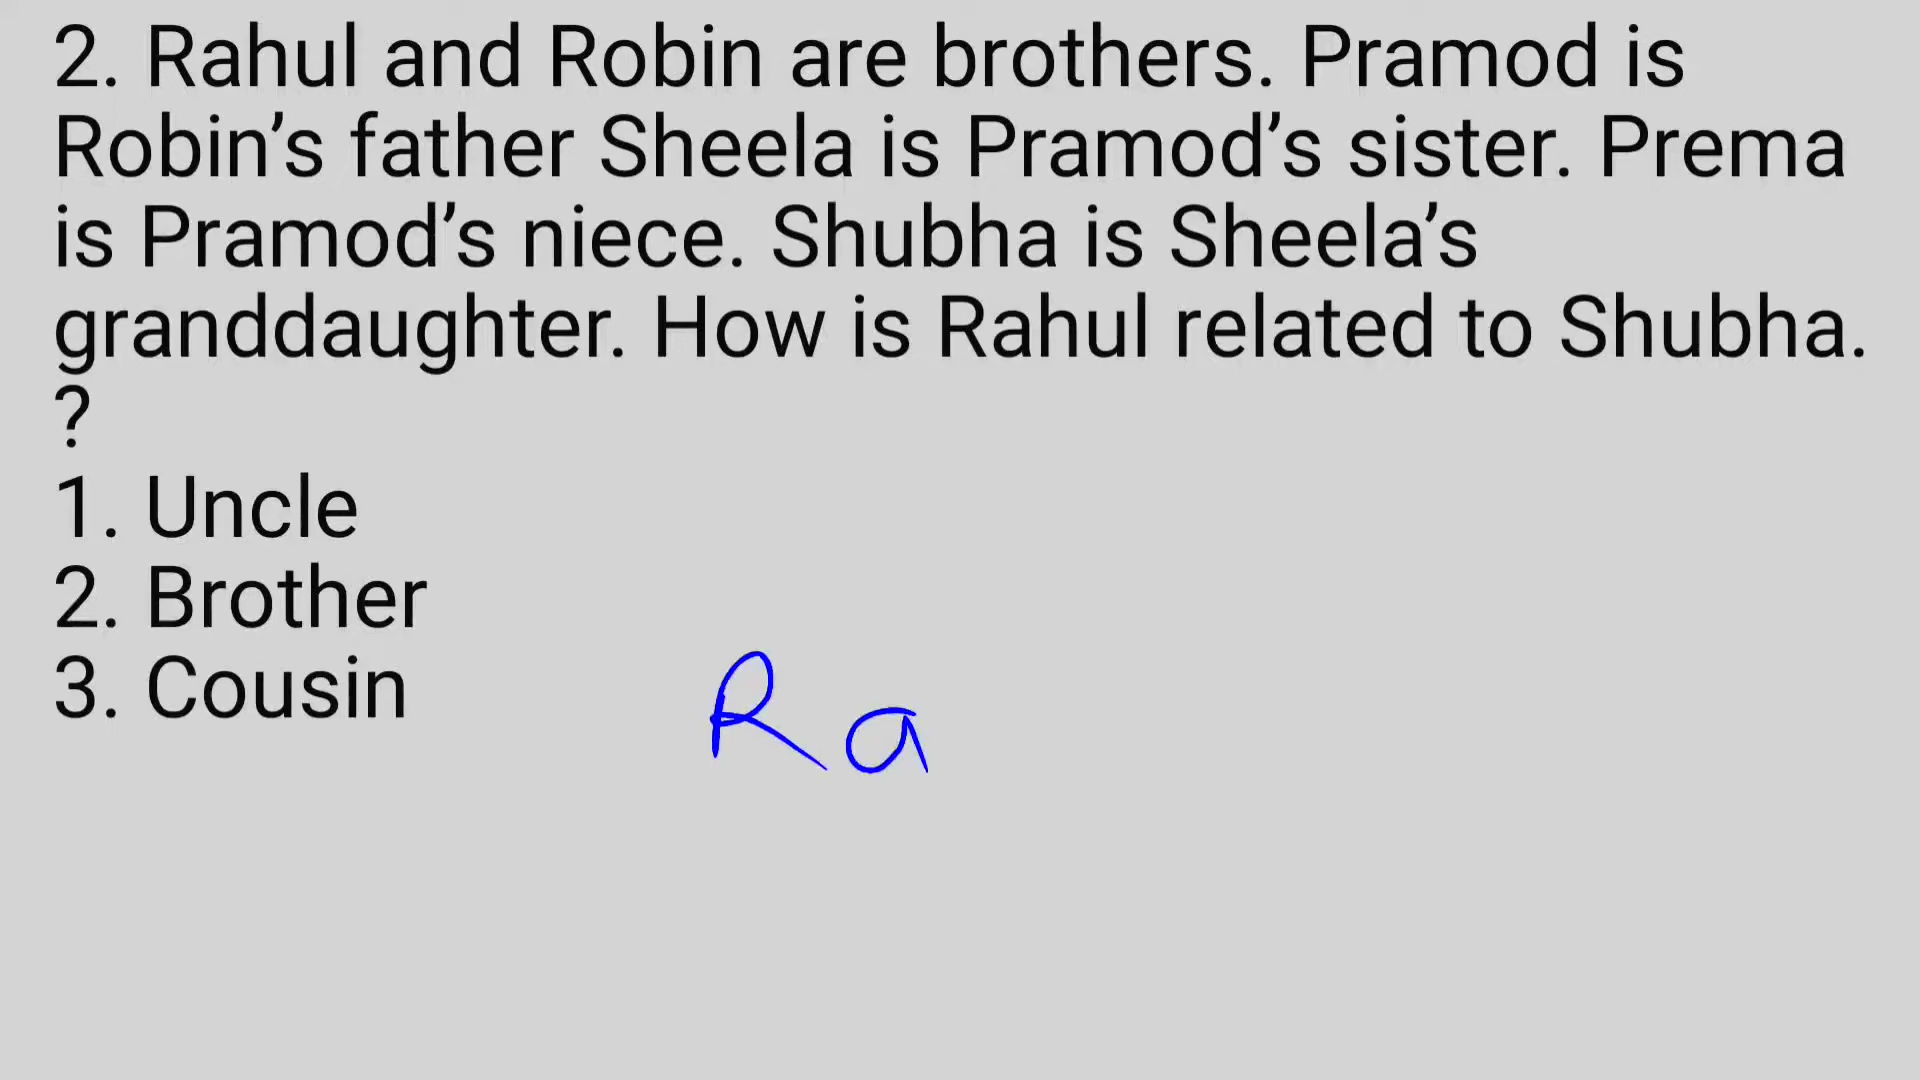 2. Rahul and Robin are brothers. Pramod is
Robin’s father Sheela is Pramod’s sister. Prema
is Pramod’s niece. Shubha is Sheela’s
granddaughter. How is Rahul related to Shubha.
?
1. Uncle
2. Brother
3. Cousin
Ra